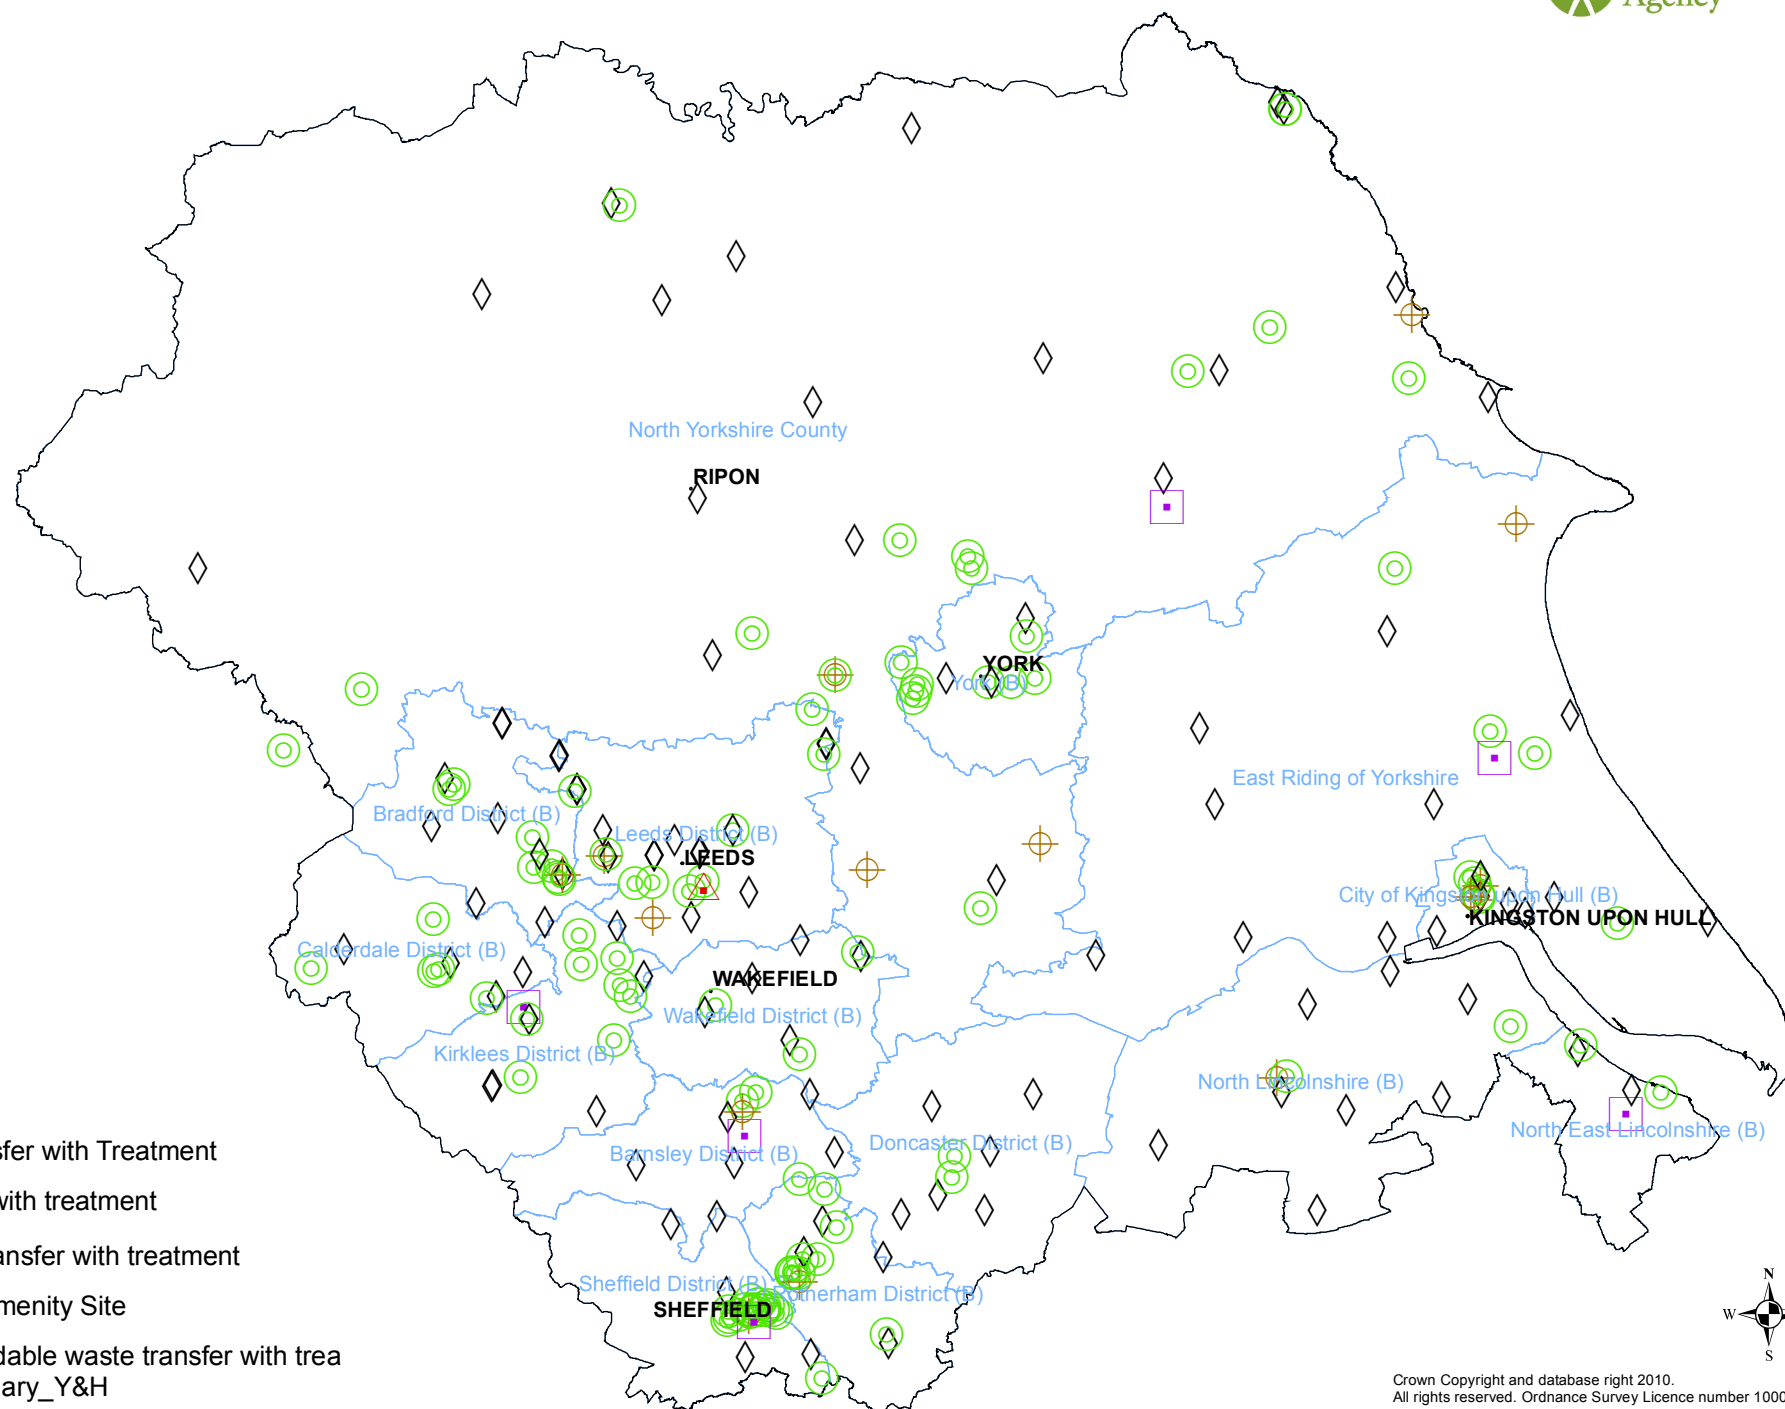 Agency
North Yorkshire County
RIPON
YORK
York (B)
East Riding of Yorkshire
Bradford District (B)
Leeds District (B)
LEEDS
City of Kingston upon Hull (B)
KINGSTON UPON HULL
Calderdale District (B)
WAKEFIELD
Wakefield District (B)
Kirklees District (B)
North Lincolnshire (B)
North East Lincolnshire (B)
Doncaster District (B)
Barnsley District (B)
Sheffield District (B)
Rotherham District (B)
SHEFFIELD
sfer with Treatment
with treatment
ansfer with treatment
menity Site
dable waste transfer with trea
ary_Y&H
N
W
S
Crown Copyright and database right 2010.
All rights reserved. Ordnance Survey Licence number 1000